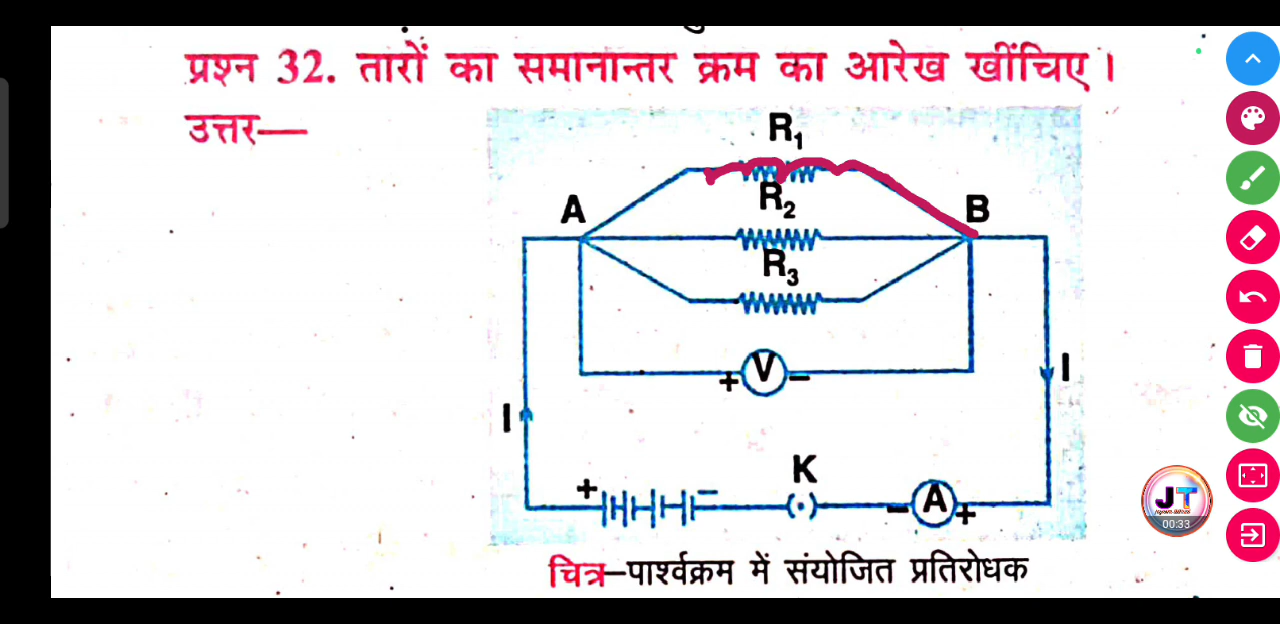 प्रश्न 32. तारों का समानान्तर क्रम का आरेख खींचिए।
उत्तर—
R₁
R₂
A B
R₃
+ V –
I I
K
+ – – A +
JT
00:33
चित्र–पार्श्वक्रम में संयोजित प्रतिरोधक